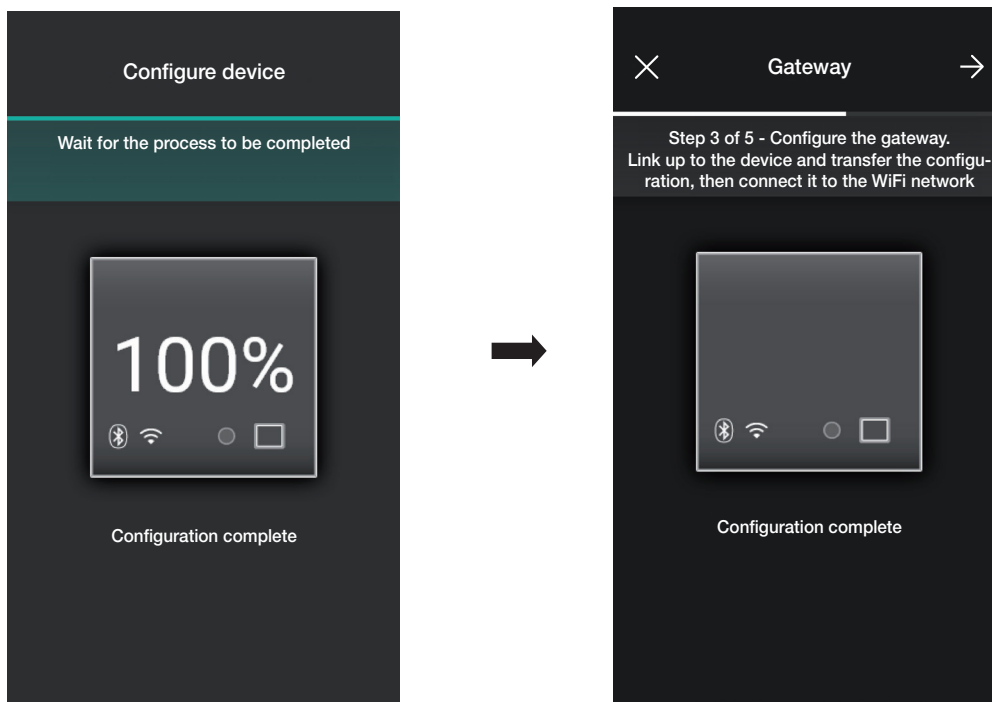 Configure device
Wait for the process to be completed
100%
Configuration complete
Gateway
Step 3 of 5 - Configure the gateway.
Link up to the device and transfer the configu-
ration, then connect it to the WiFi network
Configuration complete